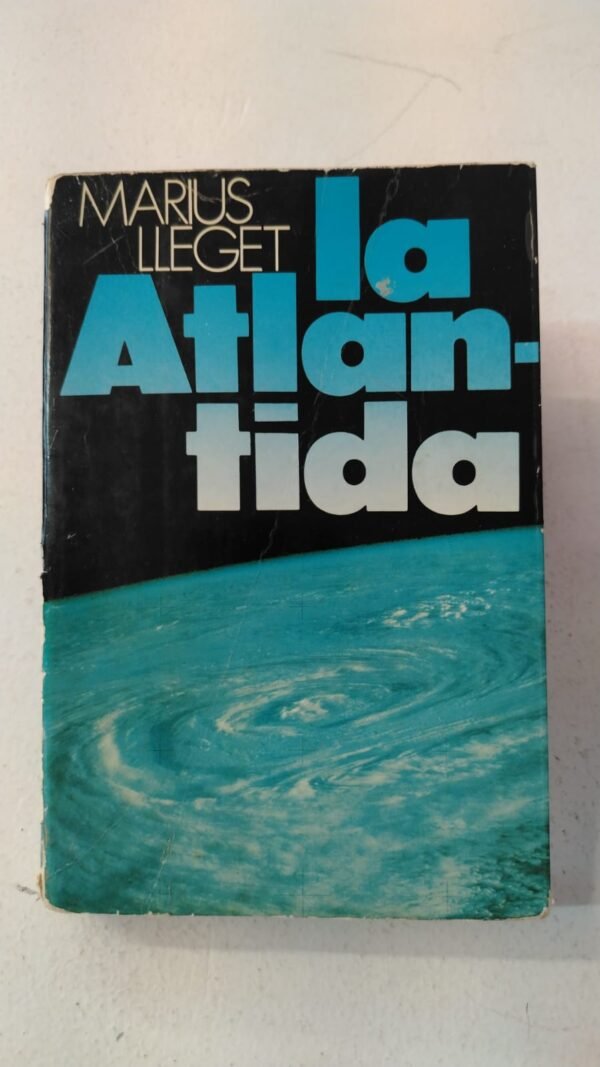 MARIUS
LLEGET
la
Atlan-
tida